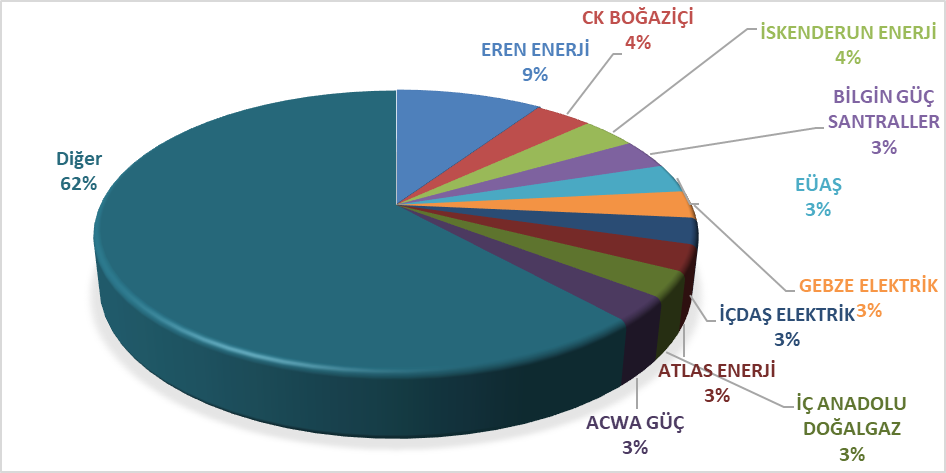 CK BOĞAZİÇİ
4%
EREN ENERJİ
9%
İSKENDERUN ENERJİ
4%
BİLGİN GÜÇ
SANTRALLER
3%
EÜAŞ
3%
GEBZE ELEKTRİK
3%
İÇDAŞ ELEKTRİK
3%
ATLAS ENERJİ
3%
İÇ ANADOLU
DOĞALGAZ
3%
ACWA GÜÇ
3%
Diğer
62%